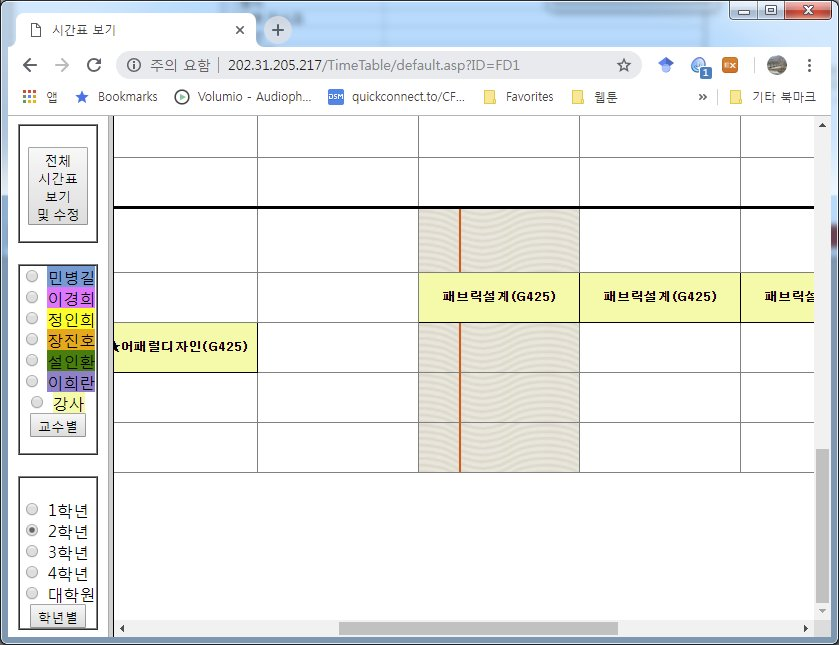 시간표 보기
주의 요함 | 202.31.205.217/TimeTable/default.asp?ID=FD1
EX
1
앱
Bookmarks
Volumio - Audioph...
DSM
quickconnect.to/CF...
Favorites
웹툰
»
기타 북마크
전체
시간표
보기
및 수정
민병길
이경희
정인희
장진호
설인환
이희란
강사
교수별
1학년
2학년
3학년
4학년
대학원
학년별
패브릭설계(G425)
패브릭설계(G425)
패브릭설
★어패럴디자인(G425)